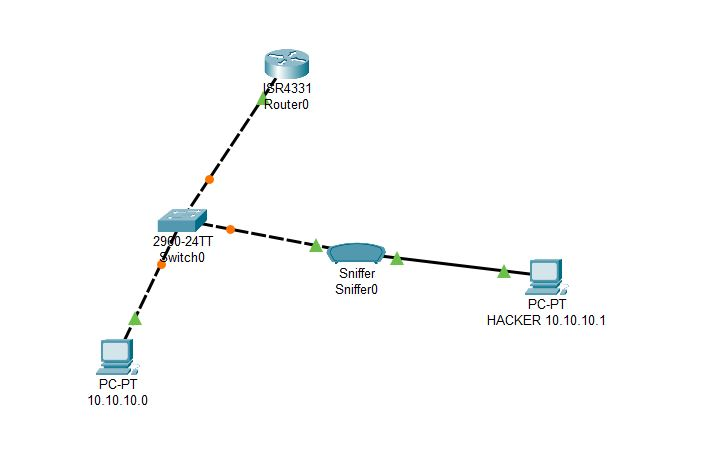 ISR4331
Router0
2960-24TT
Switch0
Sniffer
Sniffer0
PC-PT
HACKER 10.10.10.1
PC-PT
10.10.10.0